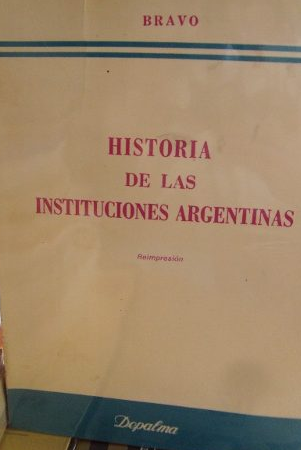 BRAVO
HISTORIA
DE LAS
INSTITUCIONES ARGENTINAS
Reimpresión
Depalma